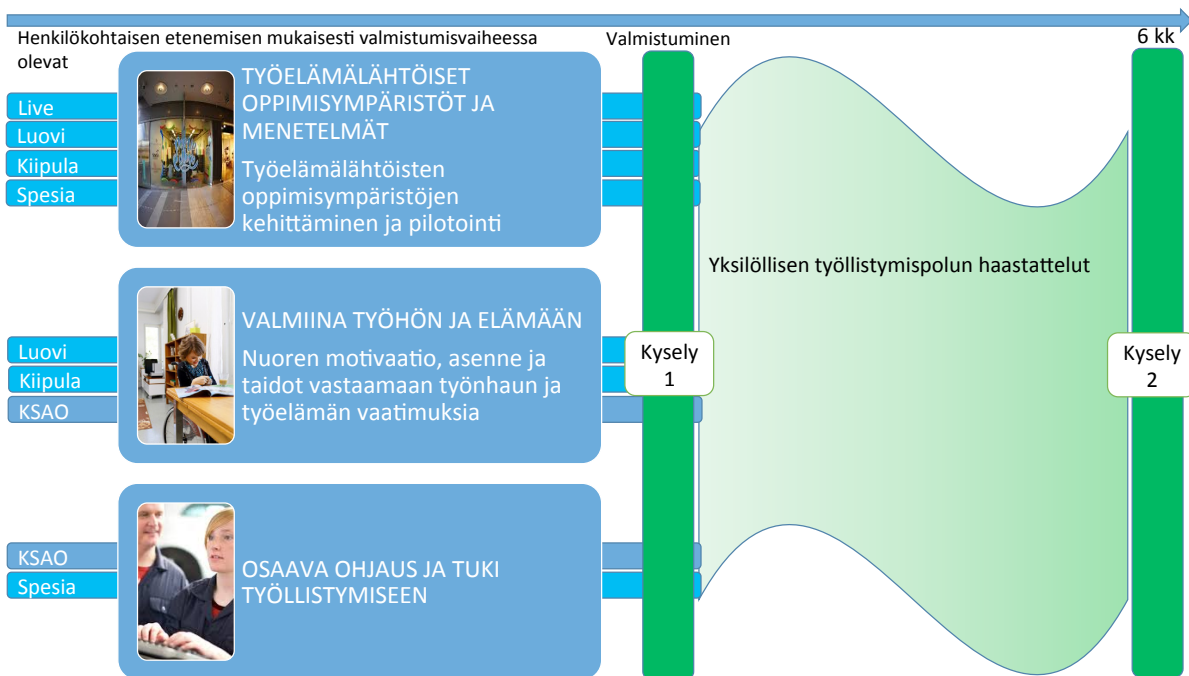 Henkilökohtaisen etenemisen mukaisesti valmistumisvaiheessa
olevat
Valmistuminen
6 kk
Live
Luovi
Kiipula
Spesia
TYÖELÄMÄLÄHTÖISET
OPPIMISYMPÄRISTÖT JA
MENETELMÄT
Työelämälähtöisten
oppimisympäristöjen
kehittäminen ja pilotointi
Luovi
Kiipula
KSAO
VALMIINA TYÖHÖN JA ELÄMÄÄN
Nuoren motivaatio, asenne ja
taidot vastaamaan työnhaun ja
työelämän vaatimuksia
KSAO
Spesia
OSAAVA OHJAUS JA TUKI
TYÖLLISTYMISEEN
Kysely
1
Yksilöllisen työllistymispolun haastattelut
Kysely
2